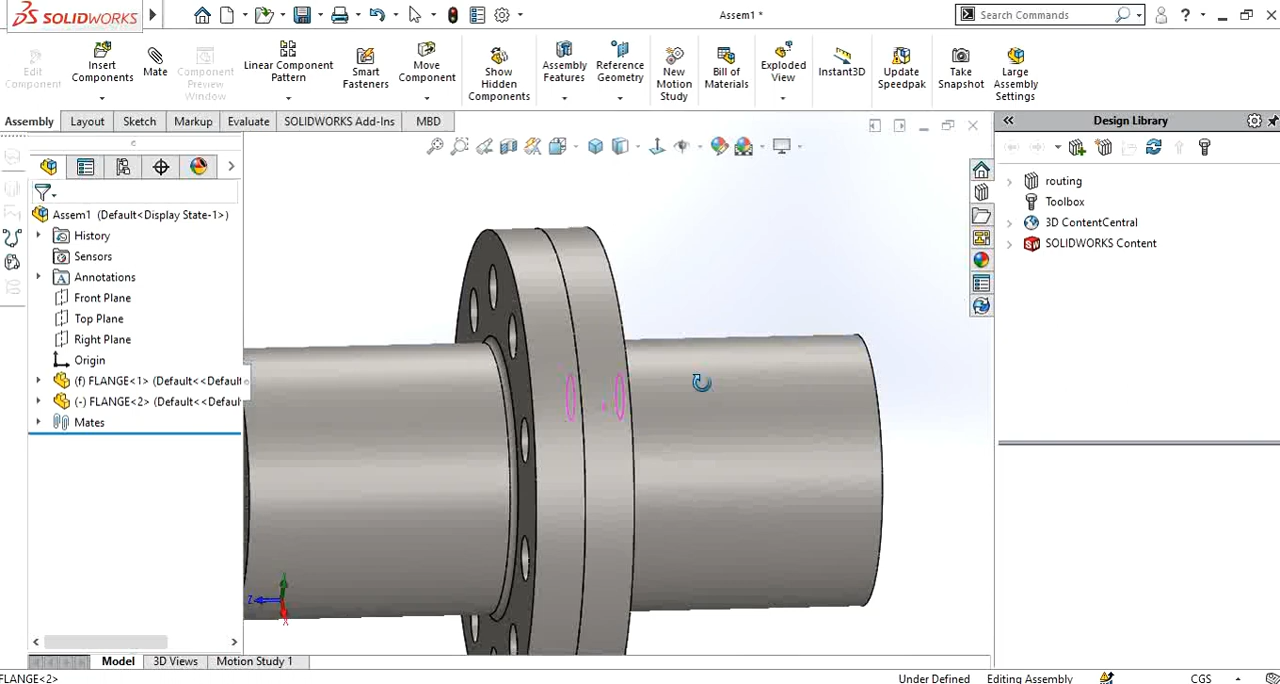 SOLIDWORKS
Assem1 *
Search Commands
?
Edit Component
Insert Components
Mate
Component Preview Window
Linear Component Pattern
Smart Fasteners
Move Component
Show Hidden Components
Assembly Features
Reference Geometry
New Motion Study
Bill of Materials
Exploded View
Instant3D
Update Speedpak
Take Snapshot
Large Assembly Settings
Assembly
Layout
Sketch
Markup
Evaluate
SOLIDWORKS Add-Ins
MBD
Design Library
routing
Toolbox
3D ContentCentral
SOLIDWORKS Content
Assem1 (Default<Display State-1>)
History
Sensors
Annotations
Front Plane
Top Plane
Right Plane
Origin
(f) FLANGE<1> (Default<<Default
(-) FLANGE<2> (Default<<Default
Mates
Z
X
Model
3D Views
Motion Study 1
FLANGE<2>
Under Defined
Editing Assembly
CGS